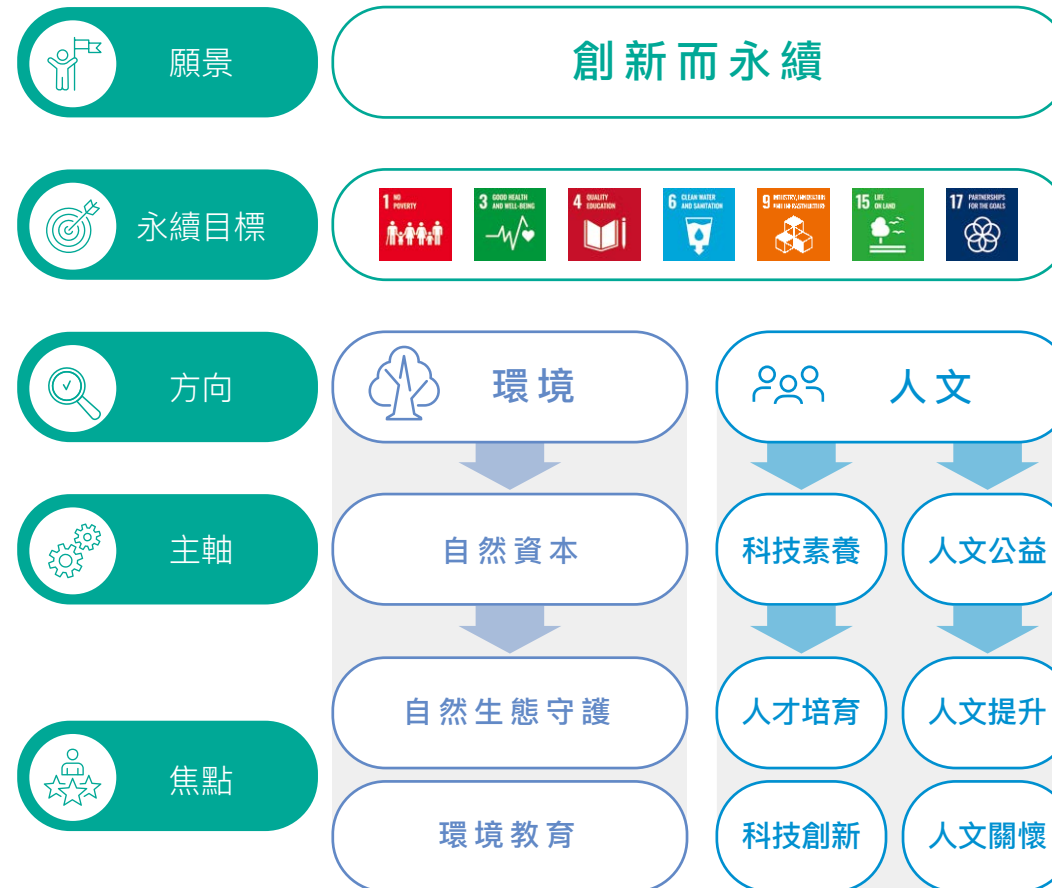 願景
創新而永續
永續目標
1 NO POVERTY
3 GOOD HEALTH AND WELL-BEING
4 QUALITY EDUCATION
6 CLEAN WATER AND SANITATION
9 INDUSTRY, INNOVATION AND INFRASTRUCTURE
15 LIFE ON LAND
17 PARTNERSHIPS FOR THE GOALS
方向
環境
人文
主軸
自然資本
科技素養
人文公益
自然生態守護
人才培育
人文提升
焦點
環境教育
科技創新
人文關懷